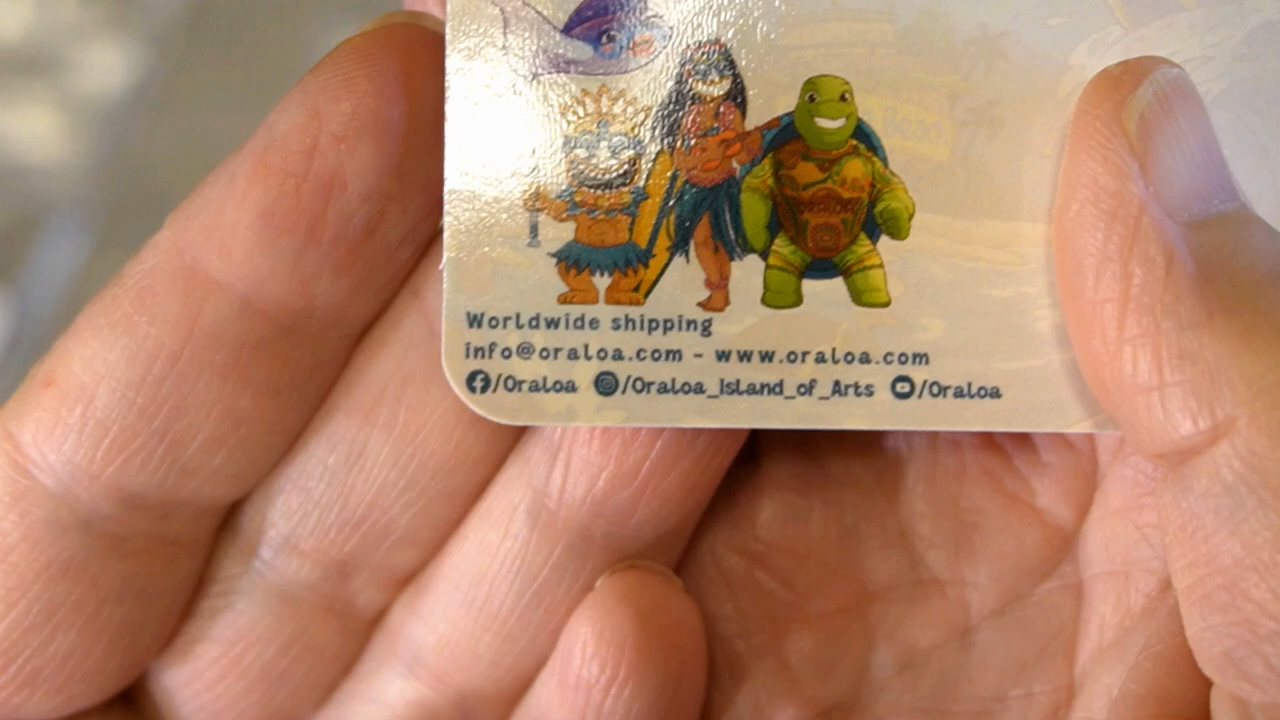 Worldwide shipping
info@oraloa.com - www.oraloa.com
/Oraloa /Oraloa_Island_of_Arts /Oraloa